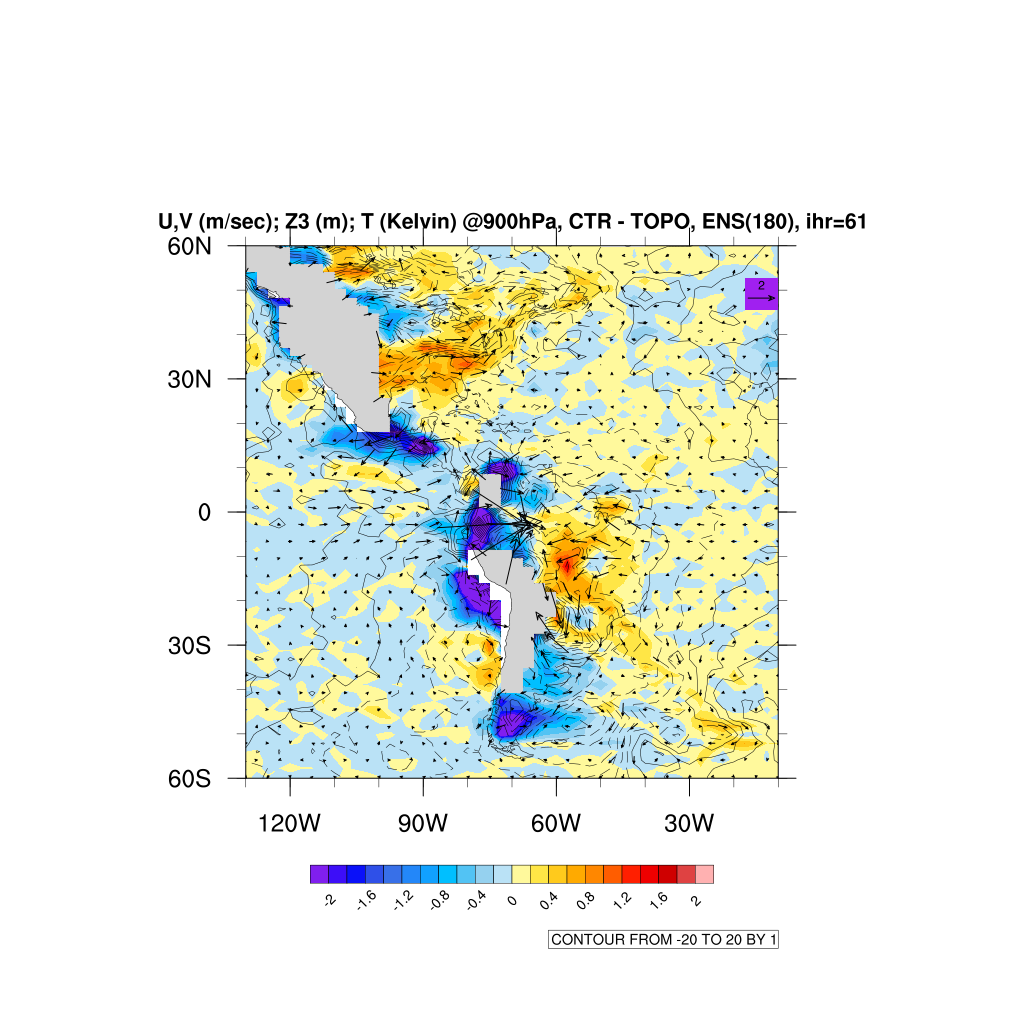 U,V (m/sec); Z3 (m); T (Kelvin) @900hPa, CTR - TOPO, ENS(180), ihr=61
60N
2
30N
0
30S
60S
120W 90W 60W 30W
-2 -1.6 -1.2 -0.8 -0.4 0 0.4 0.8 1.2 1.6 2
CONTOUR FROM -20 TO 20 BY 1